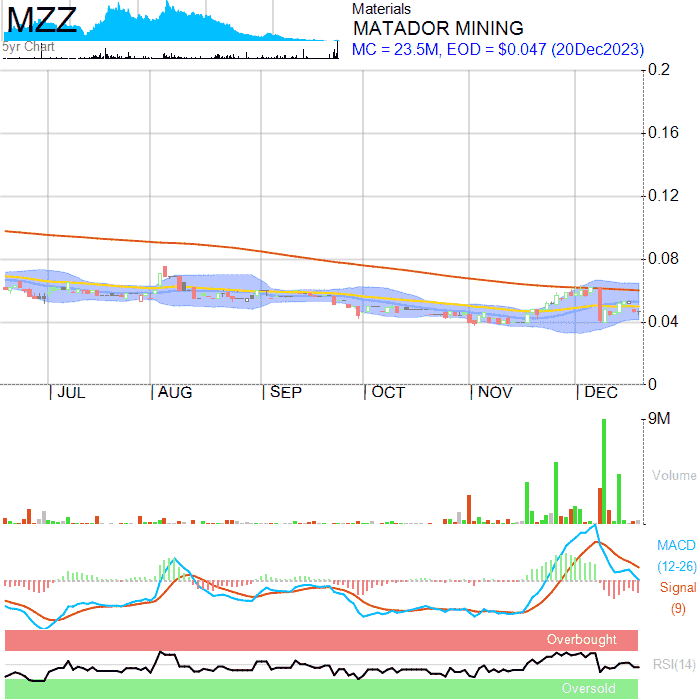 MZZ
5yr Chart
Materials
MATADOR MINING
MC = 23.5M, EOD = $0.047 (20Dec2023)
0.2
0.16
0.12
0.08
0.04
0
JUL
AUG
SEP
OCT
NOV
DEC
9M
Volume
MACD
(12-26)
Signal
(9)
Overbought
RSI(14)
Oversold